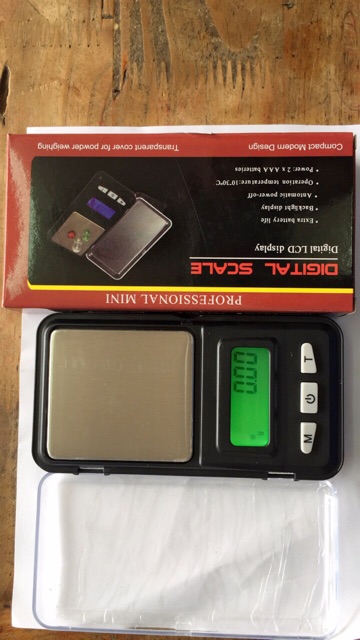 PROFESSIONAL MINI
DIGITAL SCALE
Digital LCD display
• Extra battery life
• Backlight display
• Automatic power-off
• Operation temperature:10°30°C
• Power: 2 x AAA batteries
Compact Modern Design
Transparent cover for powder weighing
0.00
T
M